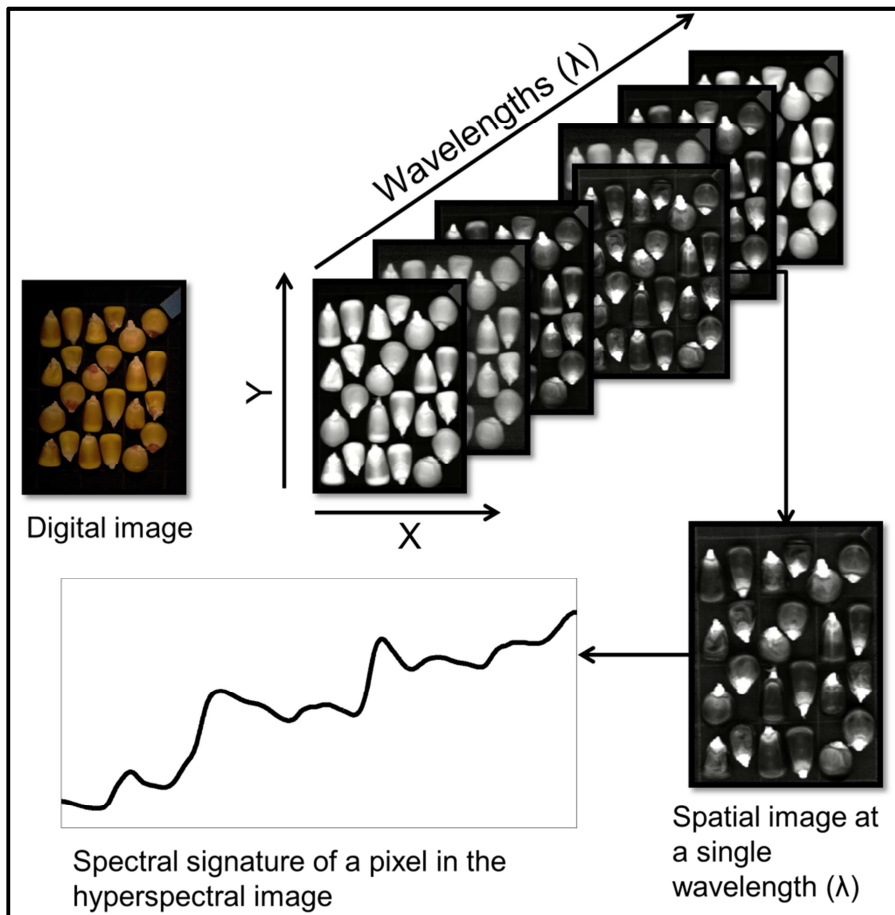 Wavelengths (λ)
Y
X
Digital image
Spatial image at
a single
wavelength (λ)
Spectral signature of a pixel in the
hyperspectral image